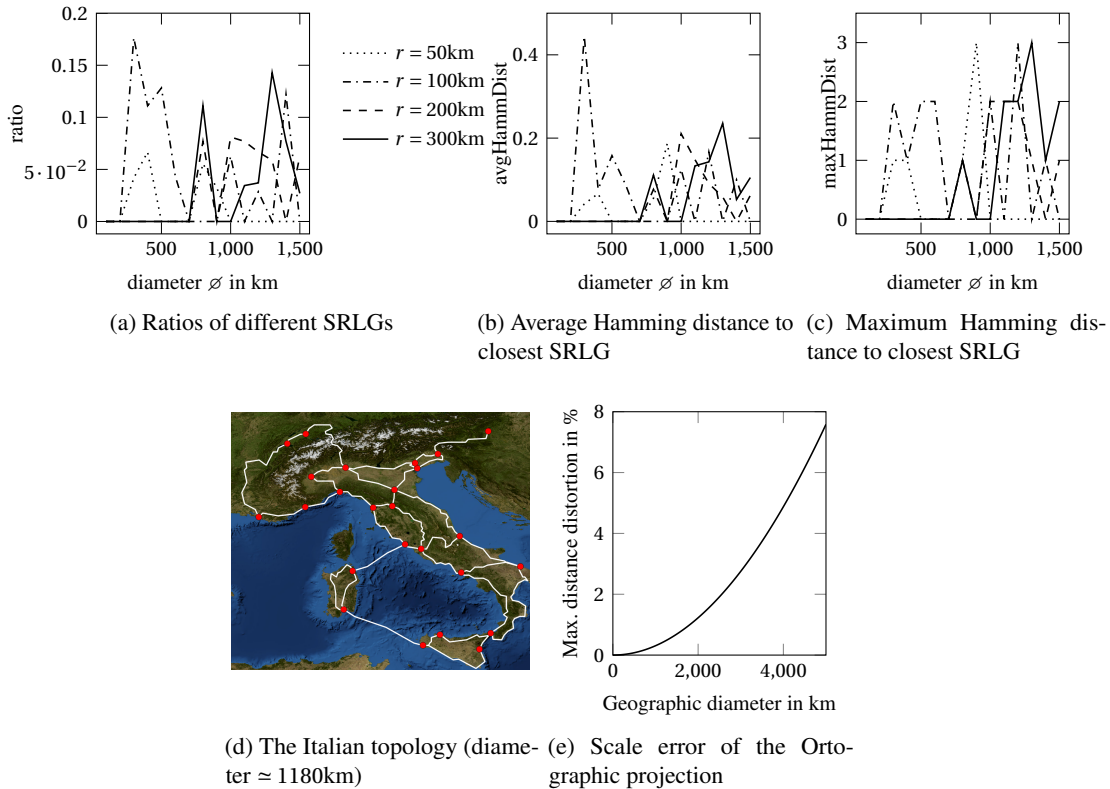 0.2
0.15
0.1
5 · 10⁻²
0
ratio
500
1,000
1,500
diameter ⌀ in km
(a) Ratios of different SRLGs
r = 50km
r = 100km
r = 200km
r = 300km
0.4
0.2
0
avgHammDist
500
1,000
1,500
diameter ⌀ in km
(b) Average Hamming distance to
closest SRLG
3
2
1
0
maxHammDist
500
1,000
1,500
diameter ⌀ in km
(c) Maximum Hamming dis-
tance to closest SRLG
(d) The Italian topology (diame-
ter ≃ 1180km)
8
6
4
2
0
Max. distance distortion in %
0
2,000
4,000
Geographic diameter in km
(e) Scale error of the Orto-
graphic projection